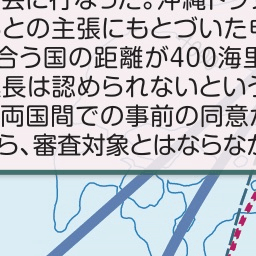 会に行なった。沖縄トラ
との主張にもとづいた申
合う国の距離が400海里
長は認められないという
両国間での事前の同意が
ら、審査対象とはならなか